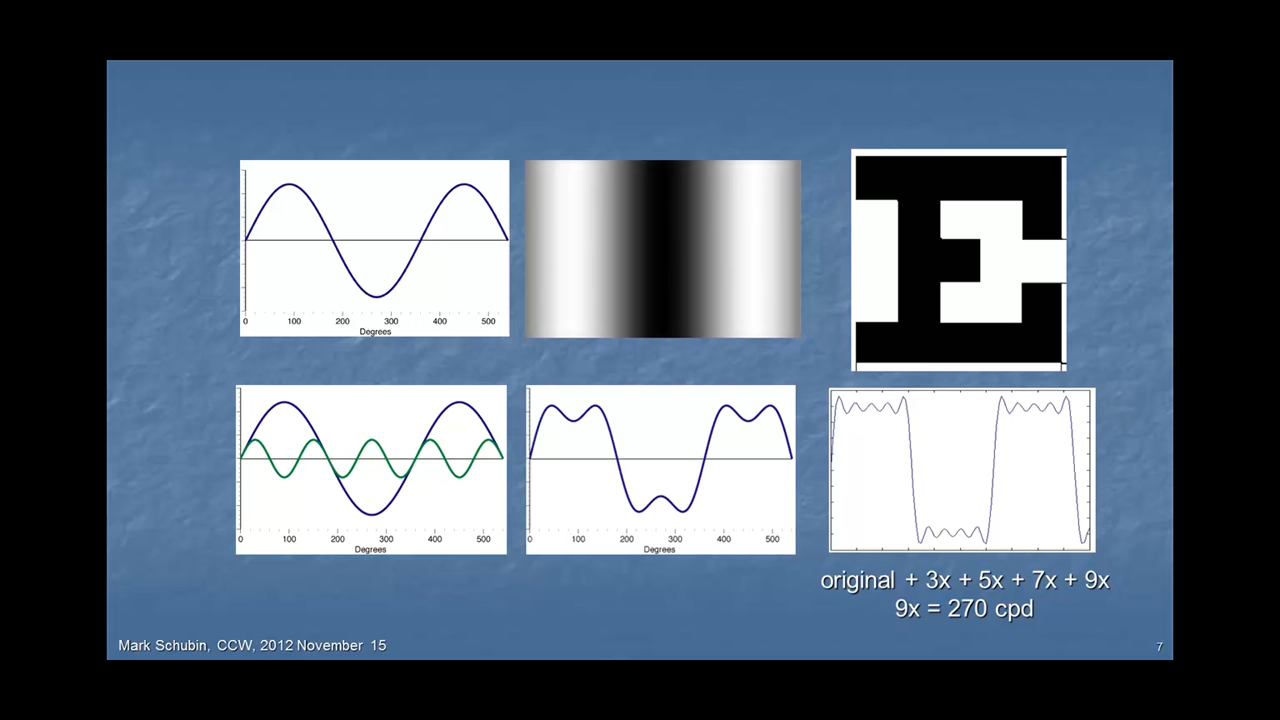 0 100 200 300 400 500
Degrees
E
0 100 200 300 400 500
Degrees
0 100 200 300 400 500
Degrees
original + 3x + 5x + 7x + 9x
9x = 270 cpd
Mark Schubin, CCW, 2012 November 15
7